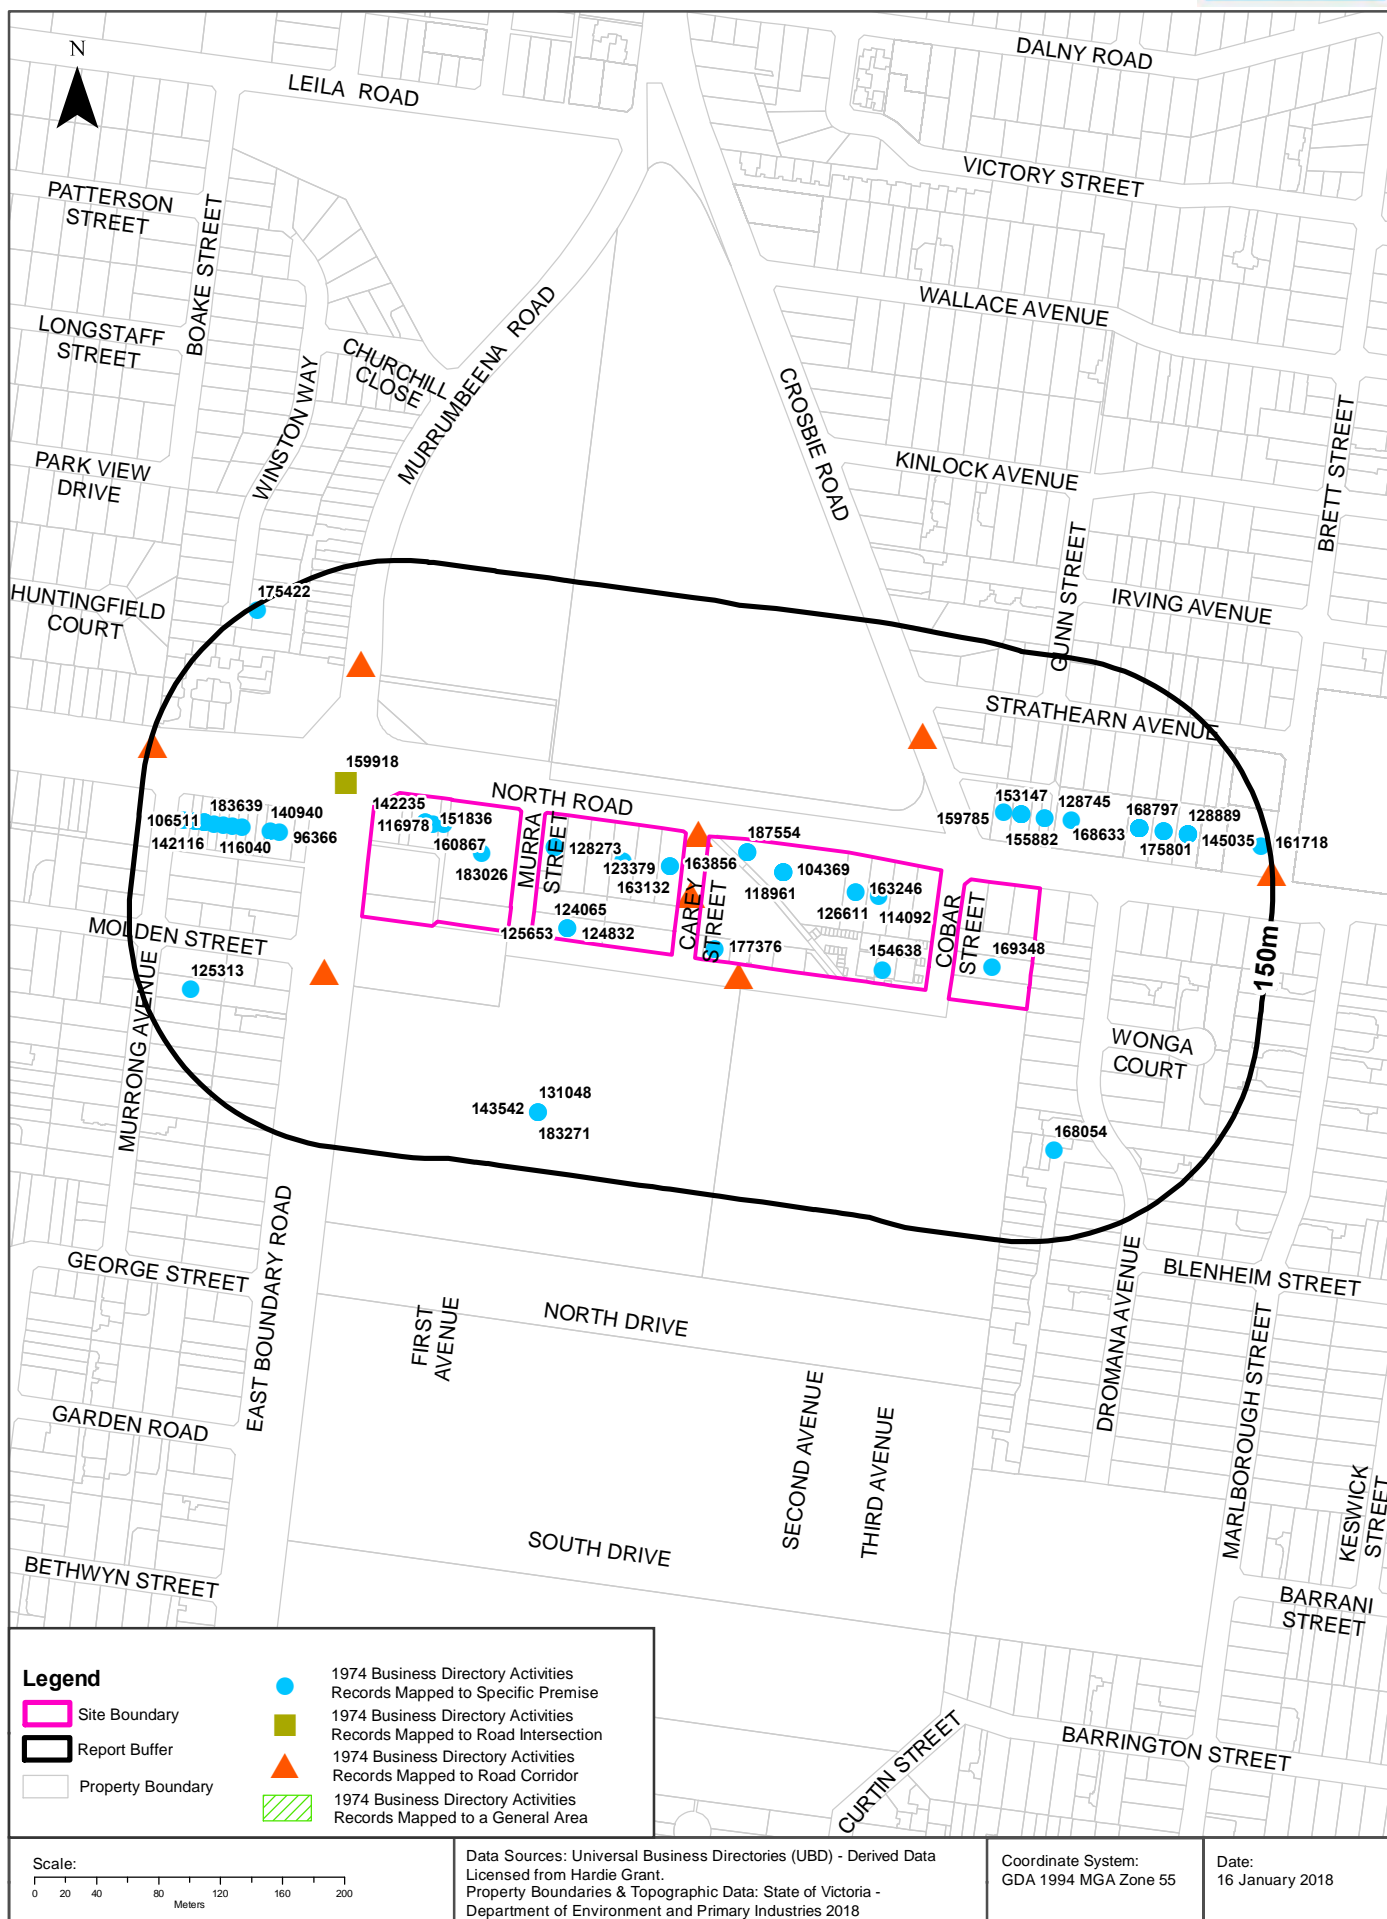 N
DALNY ROAD
LEILA ROAD
VICTORY STREET
PATTERSON
STREET
BOAKE STREET
WALLACE AVENUE
LONGSTAFF
STREET
CHURCHILL
CLOSE
MURRUMBEENA ROAD
WINSTON WAY
CROSBIE ROAD
KINLOCK AVENUE
BRETT STREET
PARK VIEW
DRIVE
GUNN STREET
IRVING AVENUE
HUNTINGFIELD
COURT
175422
STRATHEARN AVENUE
159918
NORTH ROAD
183639
140940
106511
142116
116040
96366
142235
151836
116978
160867
183026
MURRA
STREET
128273
123379
163132
163856
187554
104369
118961
163246
126611
114092
153147
128745
159785
155882
168633
168797
128889
175801
145035
161718
124065
125653
124832
CAREY
STREET
177376
154638
COBAR
STREET
169348
150m
MOLDEN STREET
125313
MURRONG AVENUE
WONGA
COURT
131048
143542
183271
168054
EAST BOUNDARY ROAD
GEORGE STREET
DROMANA AVENUE
BLENHEIM STREET
FIRST
AVENUE
NORTH DRIVE
SECOND AVENUE
THIRD AVENUE
MARLBOROUGH STREET
GARDEN ROAD
KESWICK
STREET
SOUTH DRIVE
BETHWYN STREET
BARRANI
STREET
CURTIN STREET
BARRINGTON STREET
Legend
Site Boundary
Report Buffer
Property Boundary
1974 Business Directory Activities
Records Mapped to Specific Premise
1974 Business Directory Activities
Records Mapped to Road Intersection
1974 Business Directory Activities
Records Mapped to Road Corridor
1974 Business Directory Activities
Records Mapped to a General Area
Scale:
0 20 40 80 120 160 200
Meters
Data Sources: Universal Business Directories (UBD) - Derived Data
Licensed from Hardie Grant.
Property Boundaries & Topographic Data: State of Victoria -
Department of Environment and Primary Industries 2018
Coordinate System:
GDA 1994 MGA Zone 55
Date:
16 January 2018